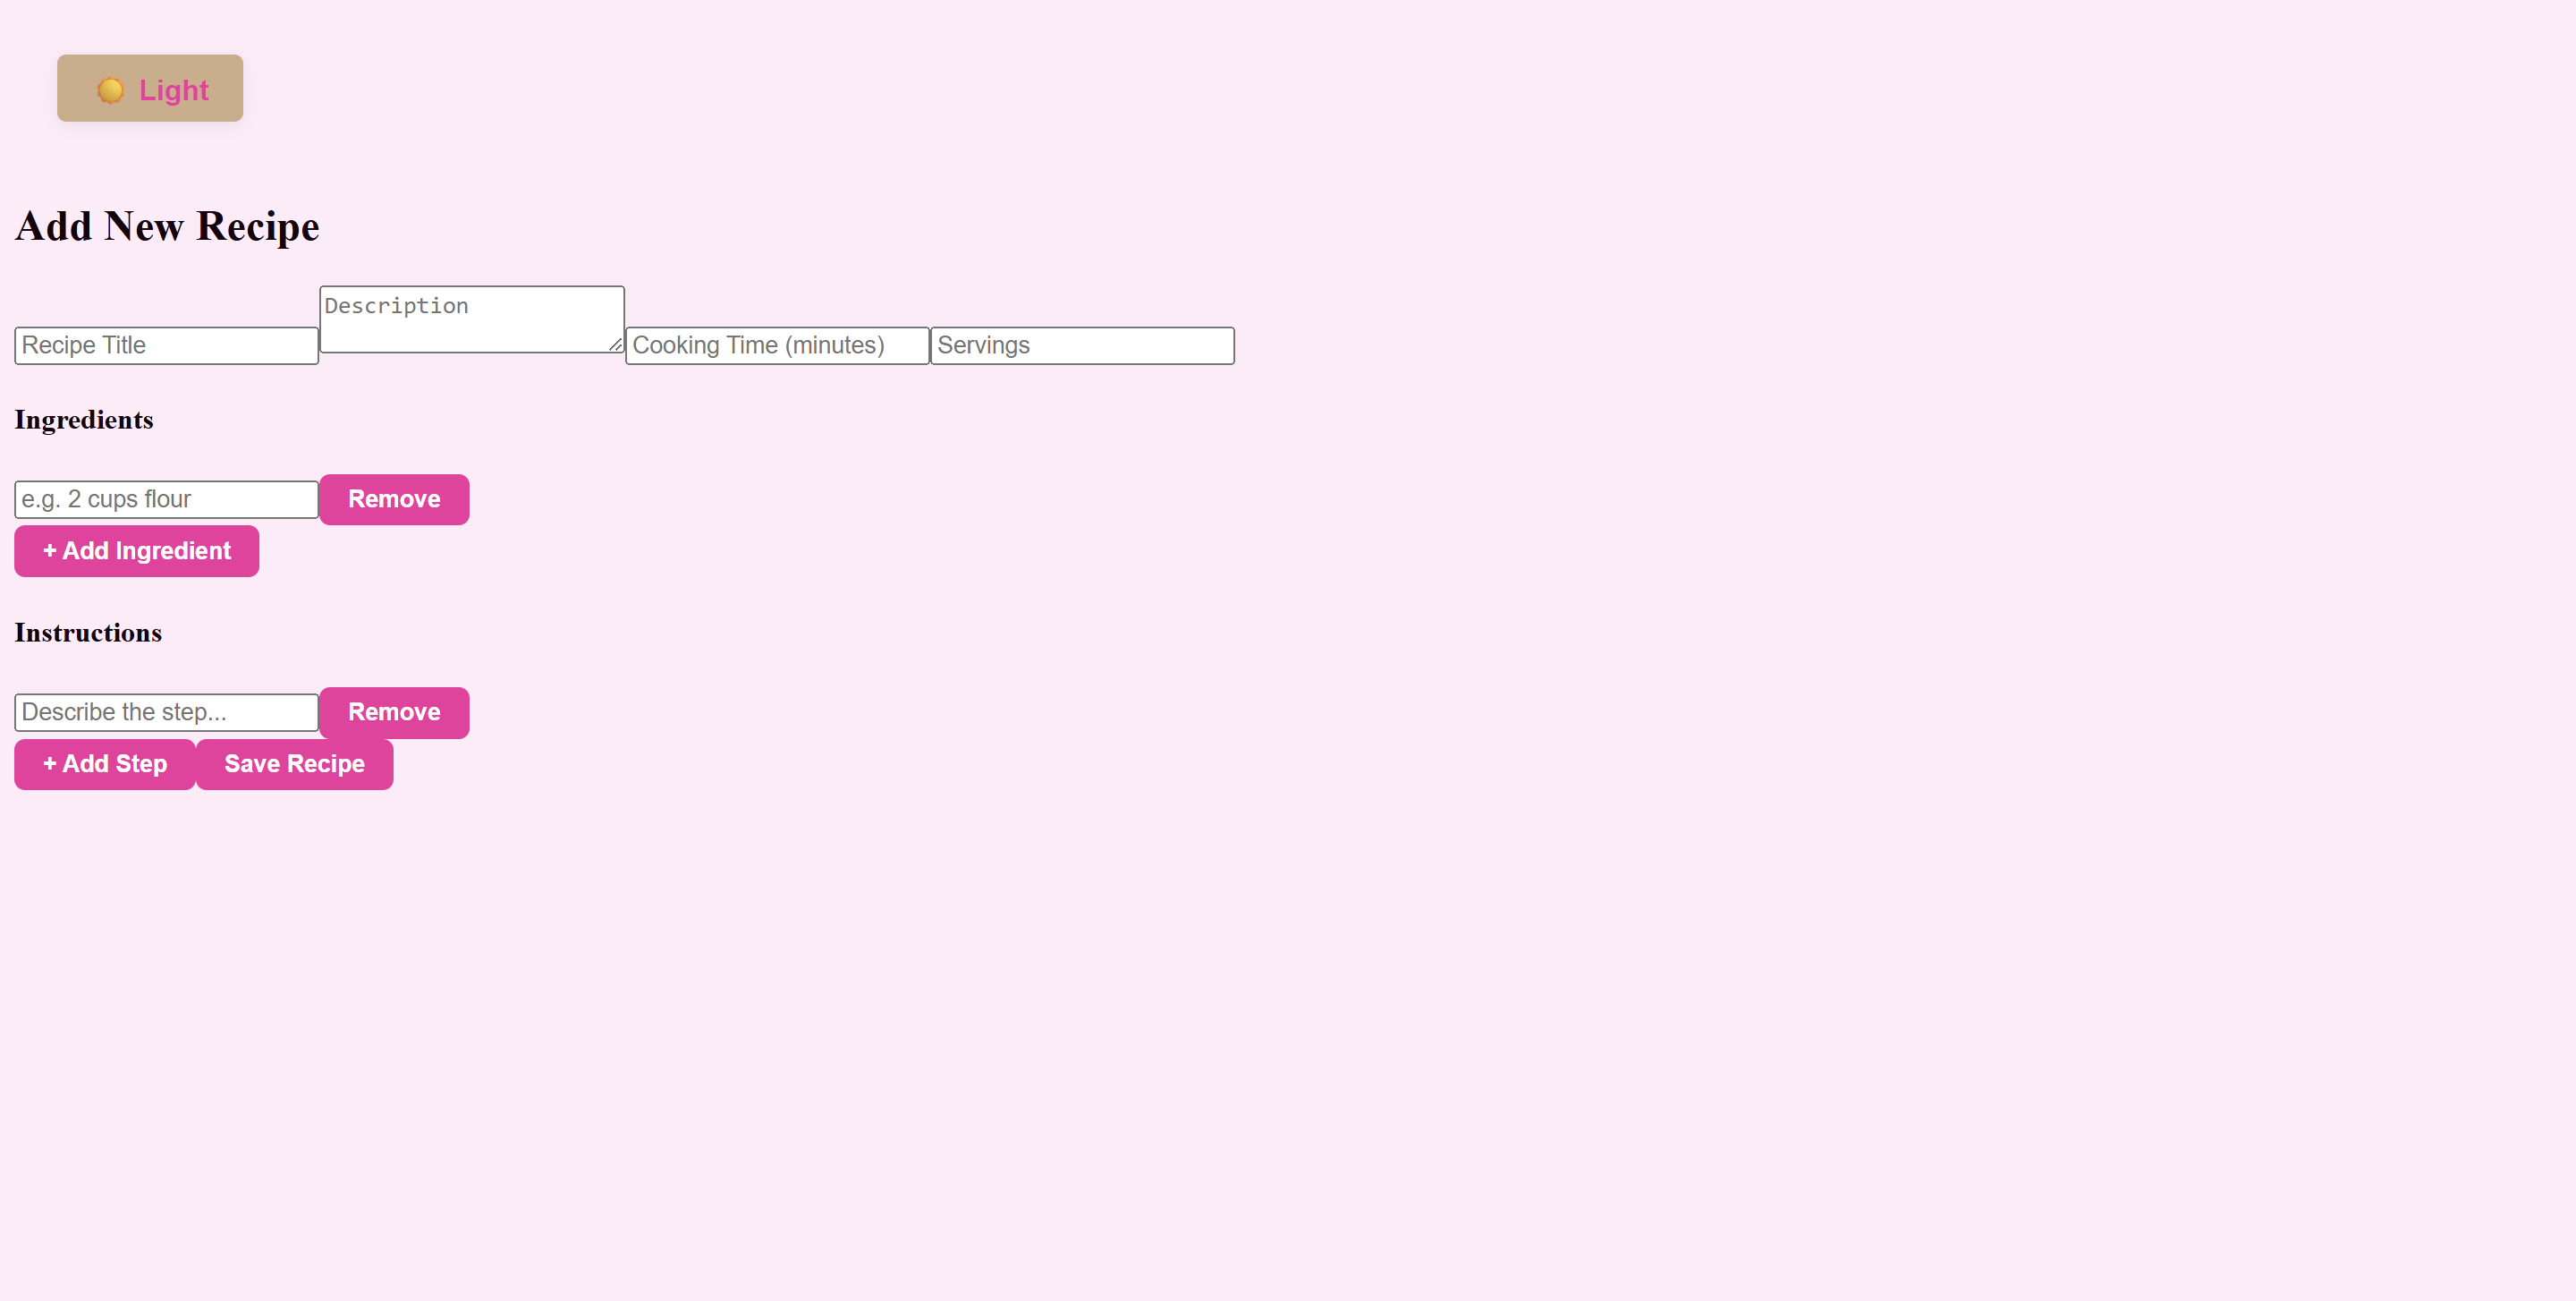 Light
Add New Recipe
Description
Recipe Title Cooking Time (minutes) Servings
Ingredients
e.g. 2 cups flour Remove
+ Add Ingredient
Instructions
Describe the step... Remove
+ Add Step Save Recipe